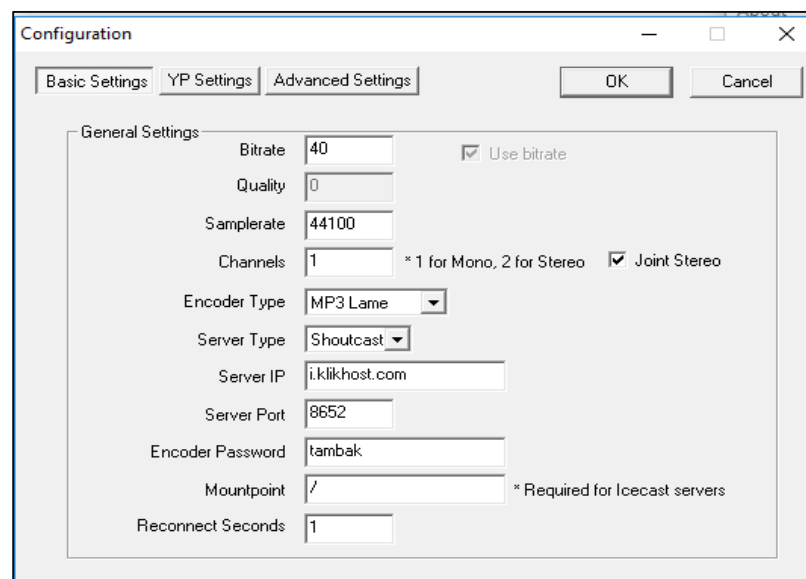 About
Configuration
Basic Settings YP Settings Advanced Settings OK Cancel
General Settings
Bitrate 40 Use bitrate
Quality 0
Samplerate 44100
Channels 1 * 1 for Mono, 2 for Stereo Joint Stereo
Encoder Type MP3 Lame
Server Type Shoutcast
Server IP i.klikhost.com
Server Port 8652
Encoder Password tambak
Mountpoint / * Required for Icecast servers
Reconnect Seconds 1